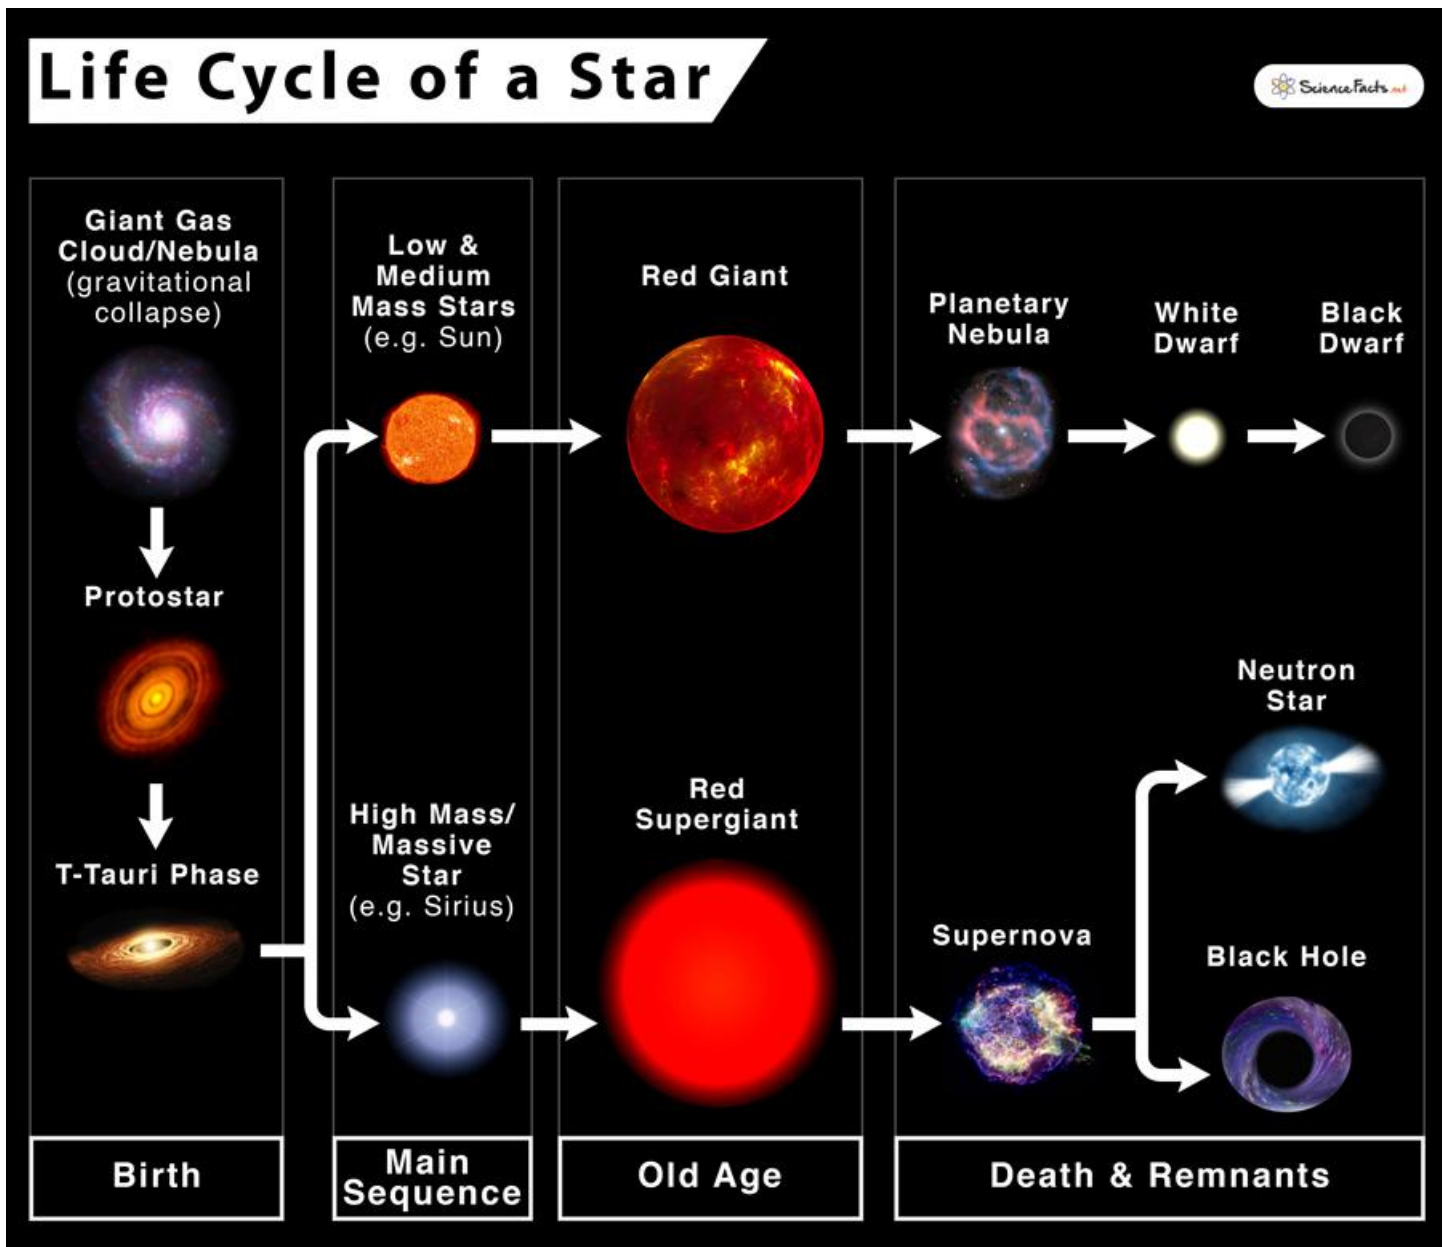 Life Cycle of a Star
ScienceFacts.net
Giant Gas
Cloud/Nebula
(gravitational
collapse)
Protostar
T-Tauri Phase
Birth
Low &
Medium
Mass Stars
(e.g. Sun)
High Mass/
Massive
Star
(e.g. Sirius)
Main
Sequence
Red Giant
Red
Supergiant
Old Age
Planetary
Nebula
White
Dwarf
Black
Dwarf
Neutron
Star
Supernova
Black Hole
Death & Remnants